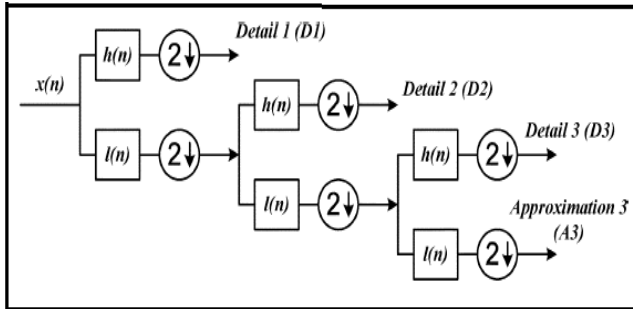 Detail 1 (D1)
h(n)
2↓
x(n)
Detail 2 (D2)
h(n)
2↓
l(n)
2↓
Detail 3 (D3)
h(n)
2↓
l(n)
2↓
Approximation 3
(A3)
l(n)
2↓